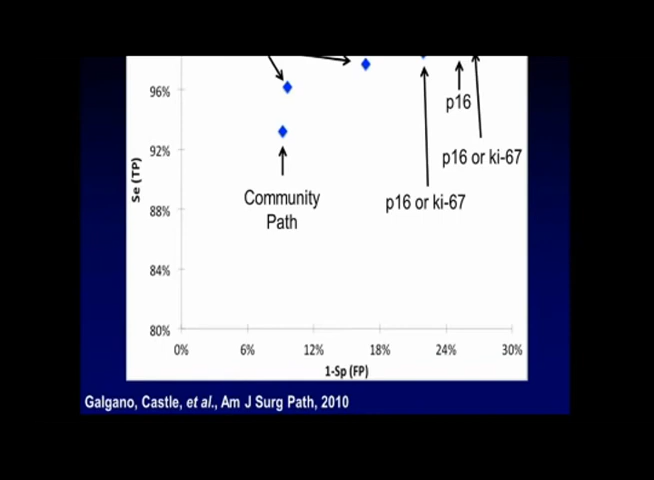 96%
p16
92%
p16 or ki-67
Se (TP)
Community
Path
p16 or ki-67
88%
84%
80%
0% 6% 12% 18% 24% 30%
1-Sp (FP)
Galgano, Castle, et al., Am J Surg Path, 2010